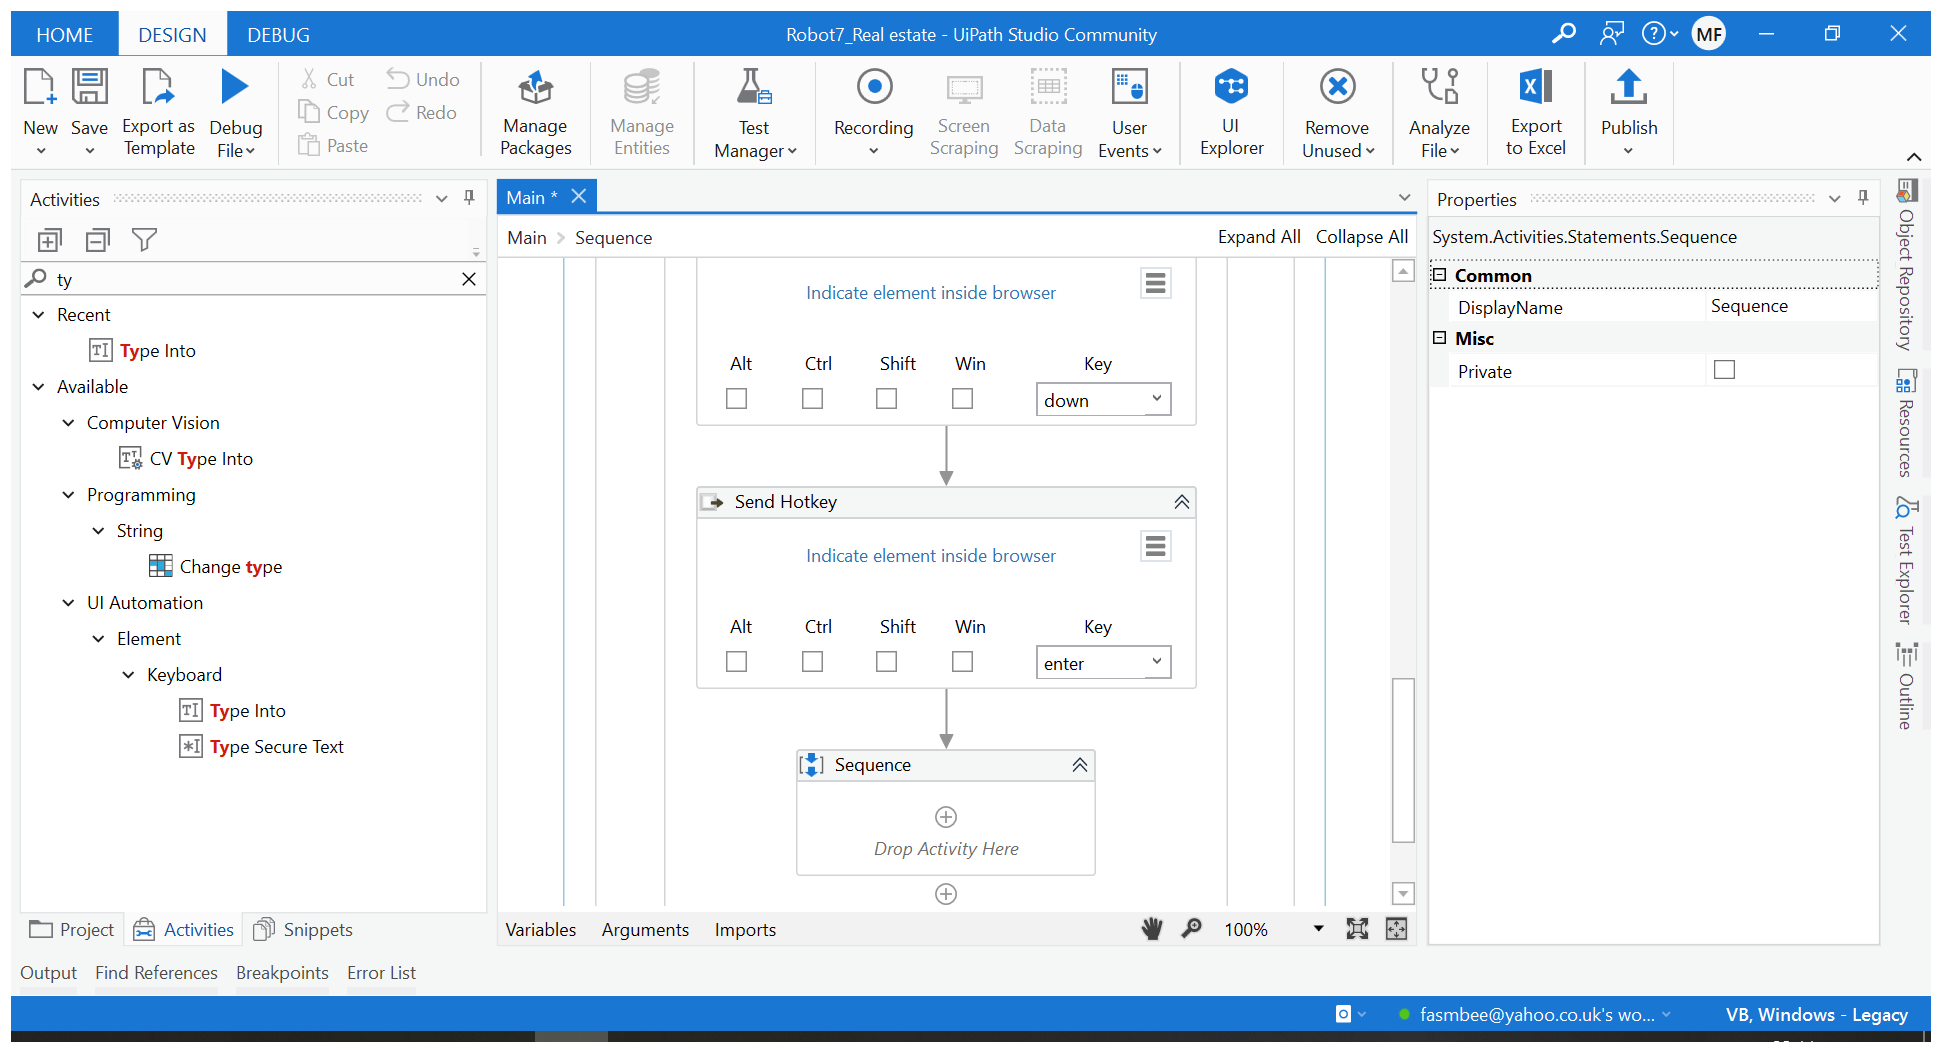 HOME DESIGN DEBUG Robot7_Real estate - UiPath Studio Community MF
New Save Export as Template Debug File
Cut Copy Paste Undo Redo
Manage Packages
Manage Entities
Test Manager
Recording
Screen Scraping
Data Scraping
User Events
UI Explorer
Remove Unused
Analyze File
Export to Excel
Publish
Activities
ty
Recent
Type Into
Available
Computer Vision
CV Type Into
Programming
String
Change type
UI Automation
Element
Keyboard
Type Into
Type Secure Text
Project Activities Snippets
Main *
Main > Sequence Expand All Collapse All
Indicate element inside browser
Alt Ctrl Shift Win Key
down
Send Hotkey
Indicate element inside browser
Alt Ctrl Shift Win Key
enter
Sequence
Drop Activity Here
Variables Arguments Imports 100%
Properties
System.Activities.Statements.Sequence
Common
DisplayName Sequence
Misc
Private
Object Repository
Resources
Test Explorer
Outline
Output Find References Breakpoints Error List
fasmbee@yahoo.co.uk's wo... VB, Windows - Legacy